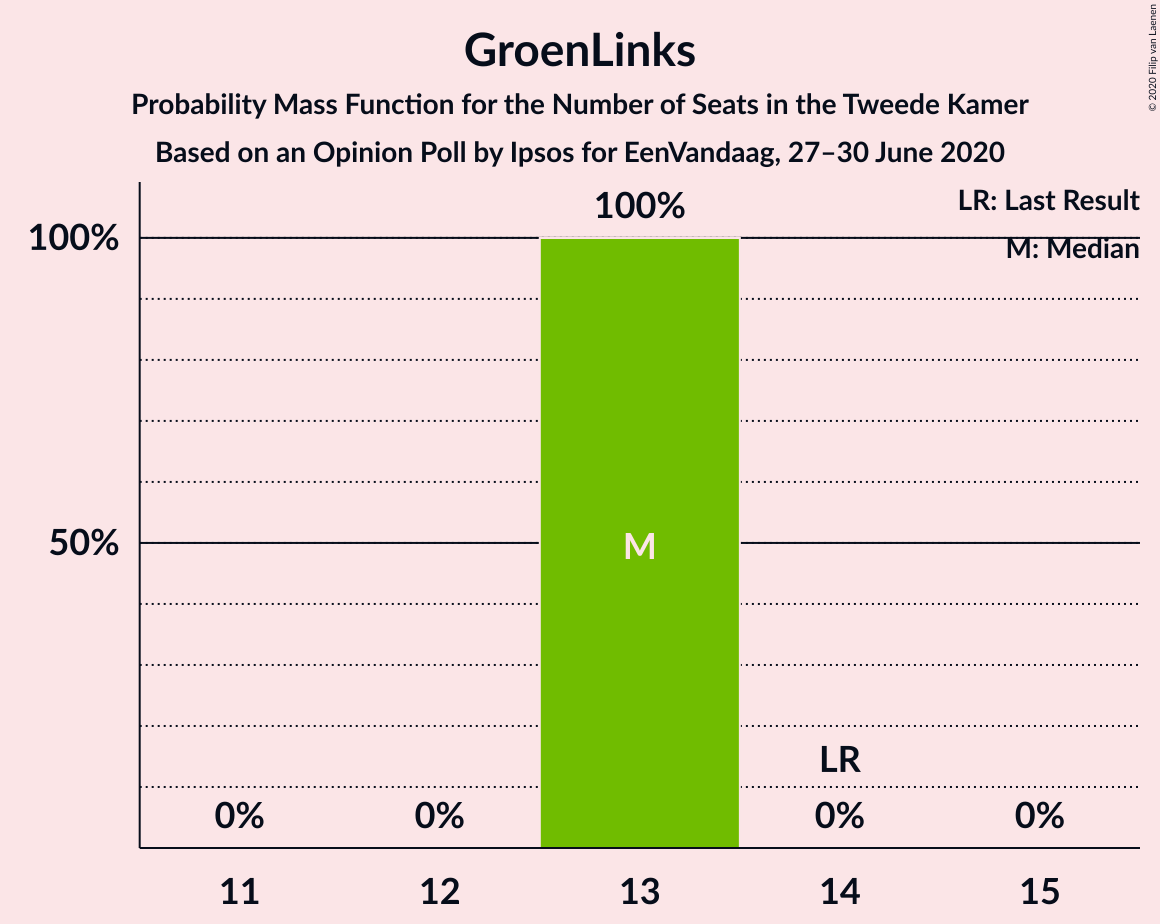 GroenLinks
Probability Mass Function for the Number of Seats in the Tweede Kamer
Based on an Opinion Poll by Ipsos for EenVandaag, 27–30 June 2020
© 2020 Filip van Laenen
LR: Last Result
M: Median
100%
100%
50%
M
LR
0%
0%
0%
0%
11
12
13
14
15